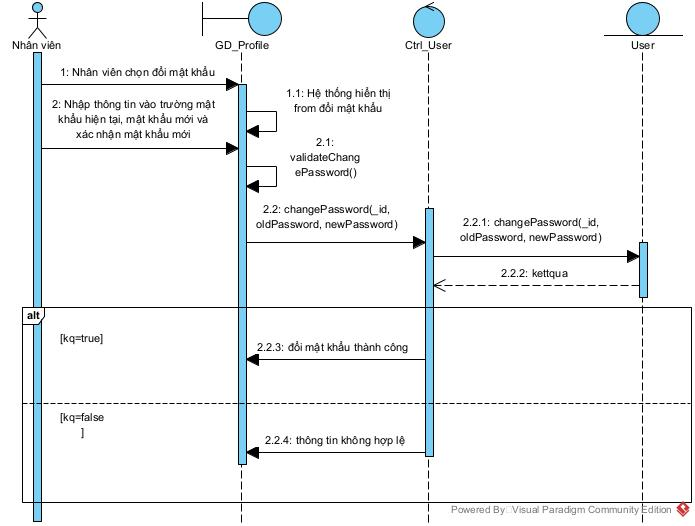 Nhân viên
GD_Profile
Ctrl_User
User
1: Nhân viên chọn đổi mật khẩu
1.1: Hệ thống hiển thị
from đổi mật khẩu
2: Nhập thông tin vào trường mật
khẩu hiện tại, mật khẩu mới và
xác nhận mật khẩu mới
2.1:
validateChang
ePassword()
2.2: changePassword(_id,
oldPassword, newPassword)
2.2.1: changePassword(_id,
oldPassword, newPassword)
2.2.2: kettqua
alt
[kq=true]
2.2.3: đổi mật khẩu thành công
[kq=false
]
2.2.4: thông tin không hợp lệ
Powered By Visual Paradigm Community Edition